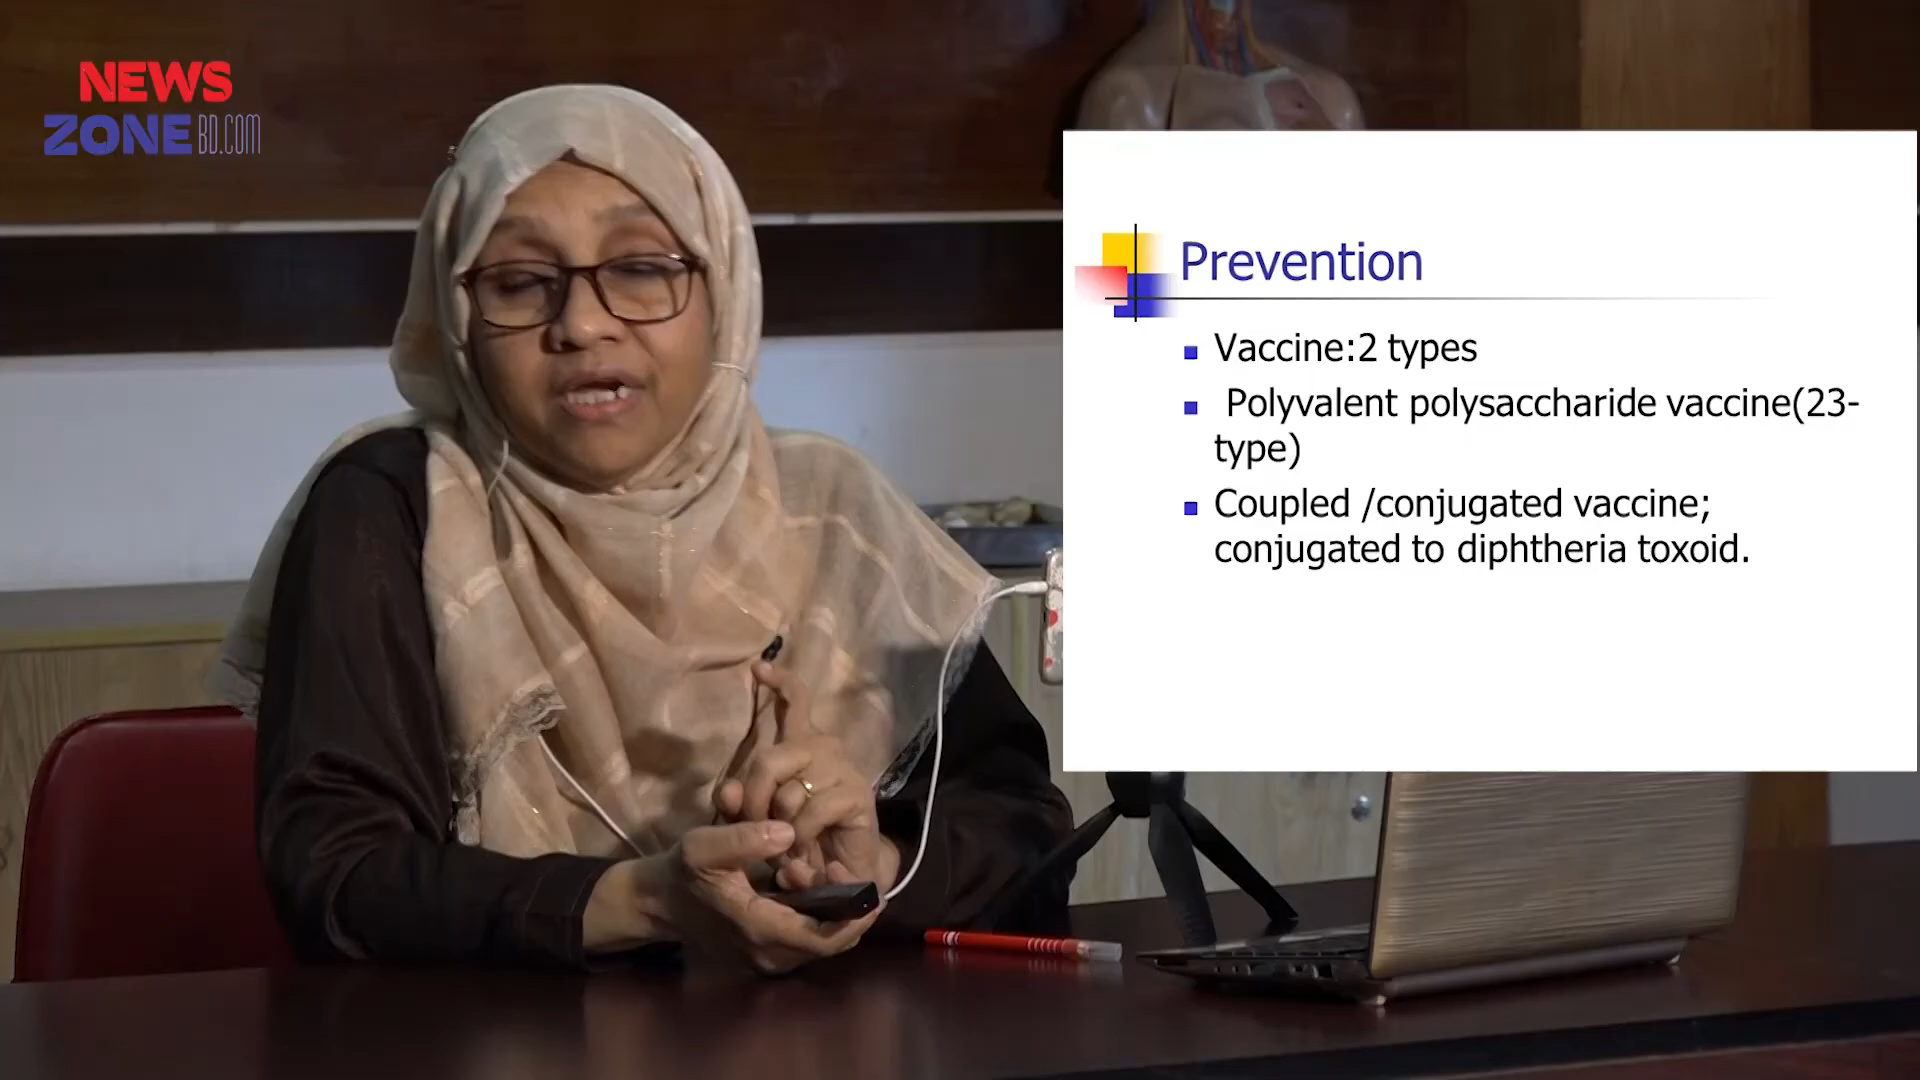 NEWS
ZONE BD.COM
Prevention
Vaccine:2 types
Polyvalent polysaccharide vaccine(23-
type)
Coupled /conjugated vaccine;
conjugated to diphtheria toxoid.